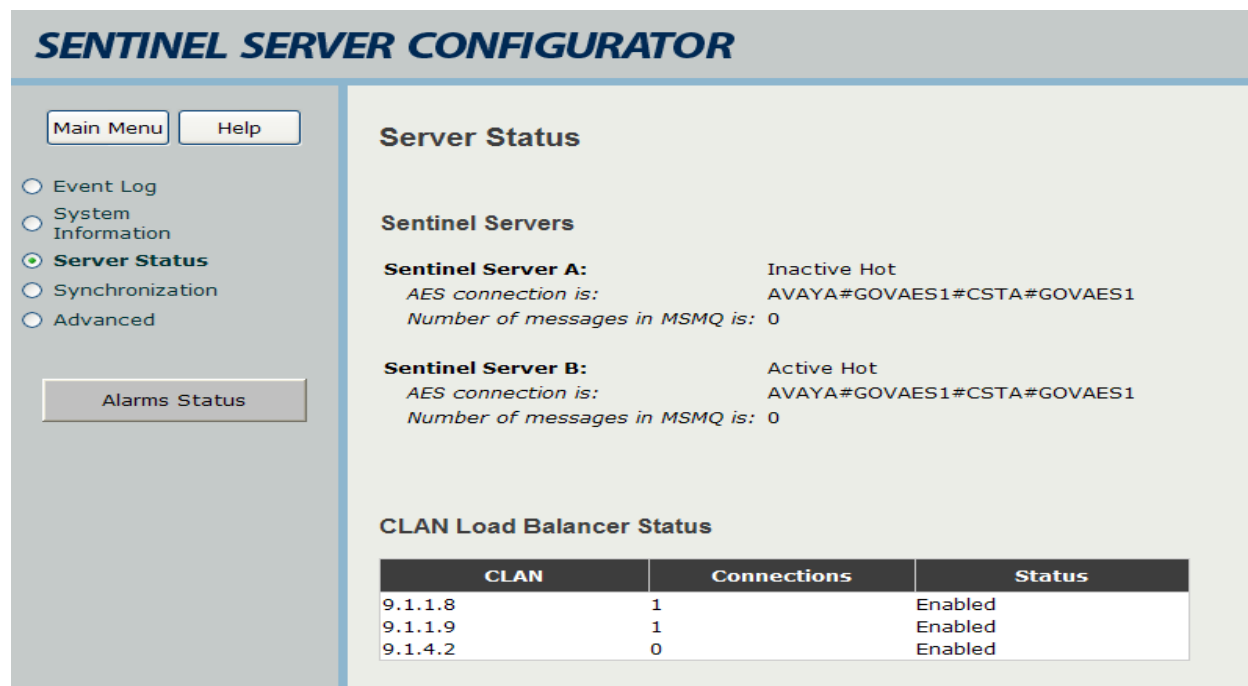 SENTINEL SERVER CONFIGURATOR
Main Menu Help
Event Log
System
Information
Server Status
Synchronization
Advanced
Alarms Status
Server Status
Sentinel Servers
Sentinel Server A: Inactive Hot
AES connection is: AVAYA#GOVAES1#CSTA#GOVAES1
Number of messages in MSMQ is: 0
Sentinel Server B: Active Hot
AES connection is: AVAYA#GOVAES1#CSTA#GOVAES1
Number of messages in MSMQ is: 0
CLAN Load Balancer Status
CLAN Connections Status
9.1.1.8 1 Enabled
9.1.1.9 1 Enabled
9.1.4.2 0 Enabled